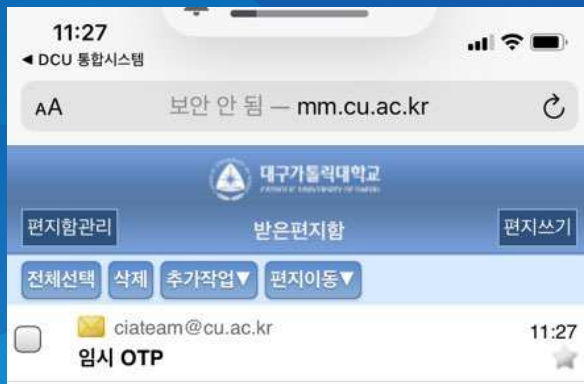 11:27
◀ DCU 통합시스템
AA 보안 안 됨 — mm.cu.ac.kr
대구가톨릭대학교
편지함관리 받은편지함 편지쓰기
전체선택 삭제 추가작업▼ 편지이동▼
ciateam@cu.ac.kr 11:27
임시 OTP